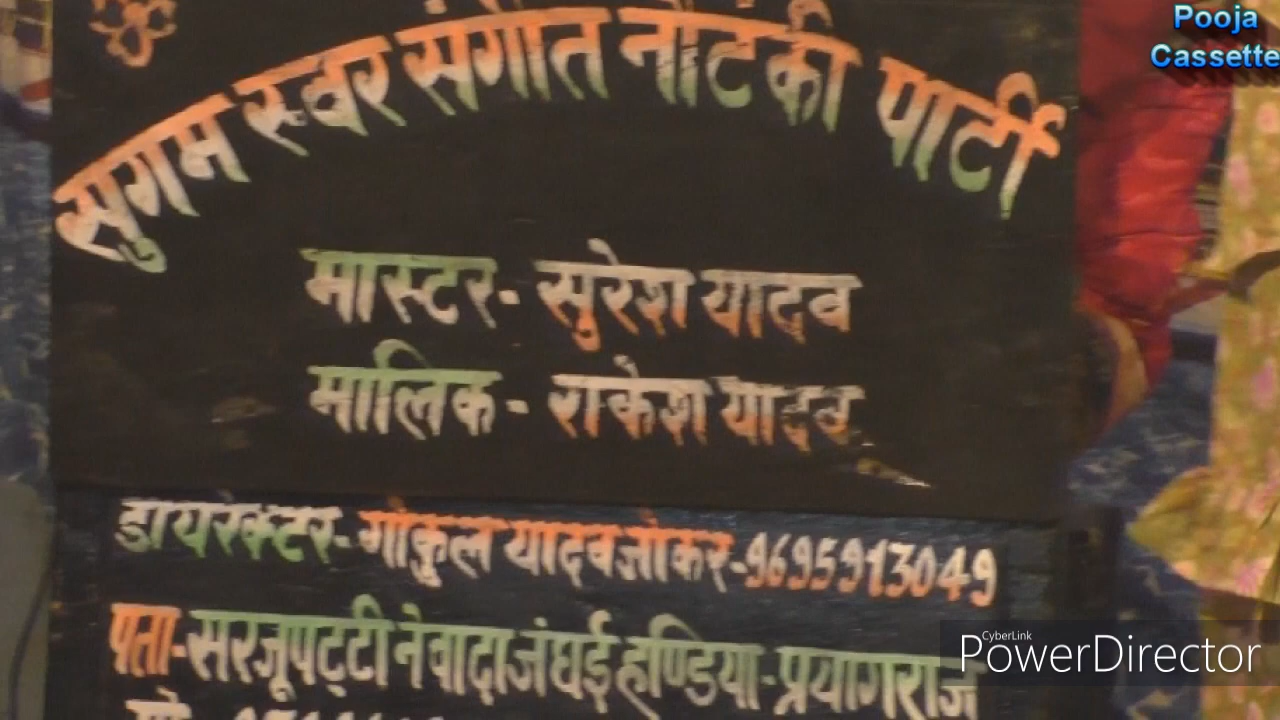 Pooja
Cassette
सुगम स्वर संगीत नौटंकी पार्टी
मास्टर- सुरेश यादव
मालिक- राकेश यादव
डायरेक्टर- गोकुल यादव जोकर-9695913049
पता-सरजूपट्टी नेवादा जंघई हण्डिया-प्रयागराज
CyberLink
PowerDirector